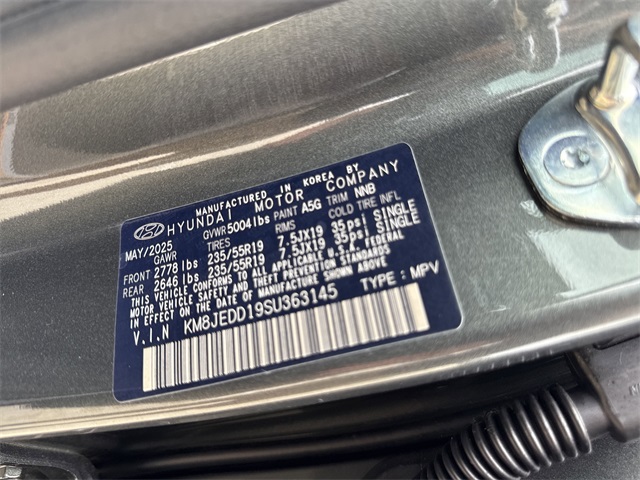 MANUFACTURED IN KOREA BY
HYUNDAI MOTOR COMPANY
MAY/2025 GVWR 5004 lbs PAINT A5G TRIM NNB
GAWR TIRES RIMS COLD TIRE INFL
FRONT 2778 lbs 235/55R19 7.5JX19 35psi SINGLE
REAR 2646 lbs 235/55R19 7.5JX19 35psi SINGLE
THIS VEHICLE CONFORMS TO ALL APPLICABLE U.S. FEDERAL
MOTOR VEHICLE SAFETY, BUMPER, AND THEFT PREVENTION STANDARDS
IN EFFECT ON THE DATE OF MANUFACTURE SHOWN ABOVE.
V.I.N KM8JEDD19SU363145 TYPE : MPV